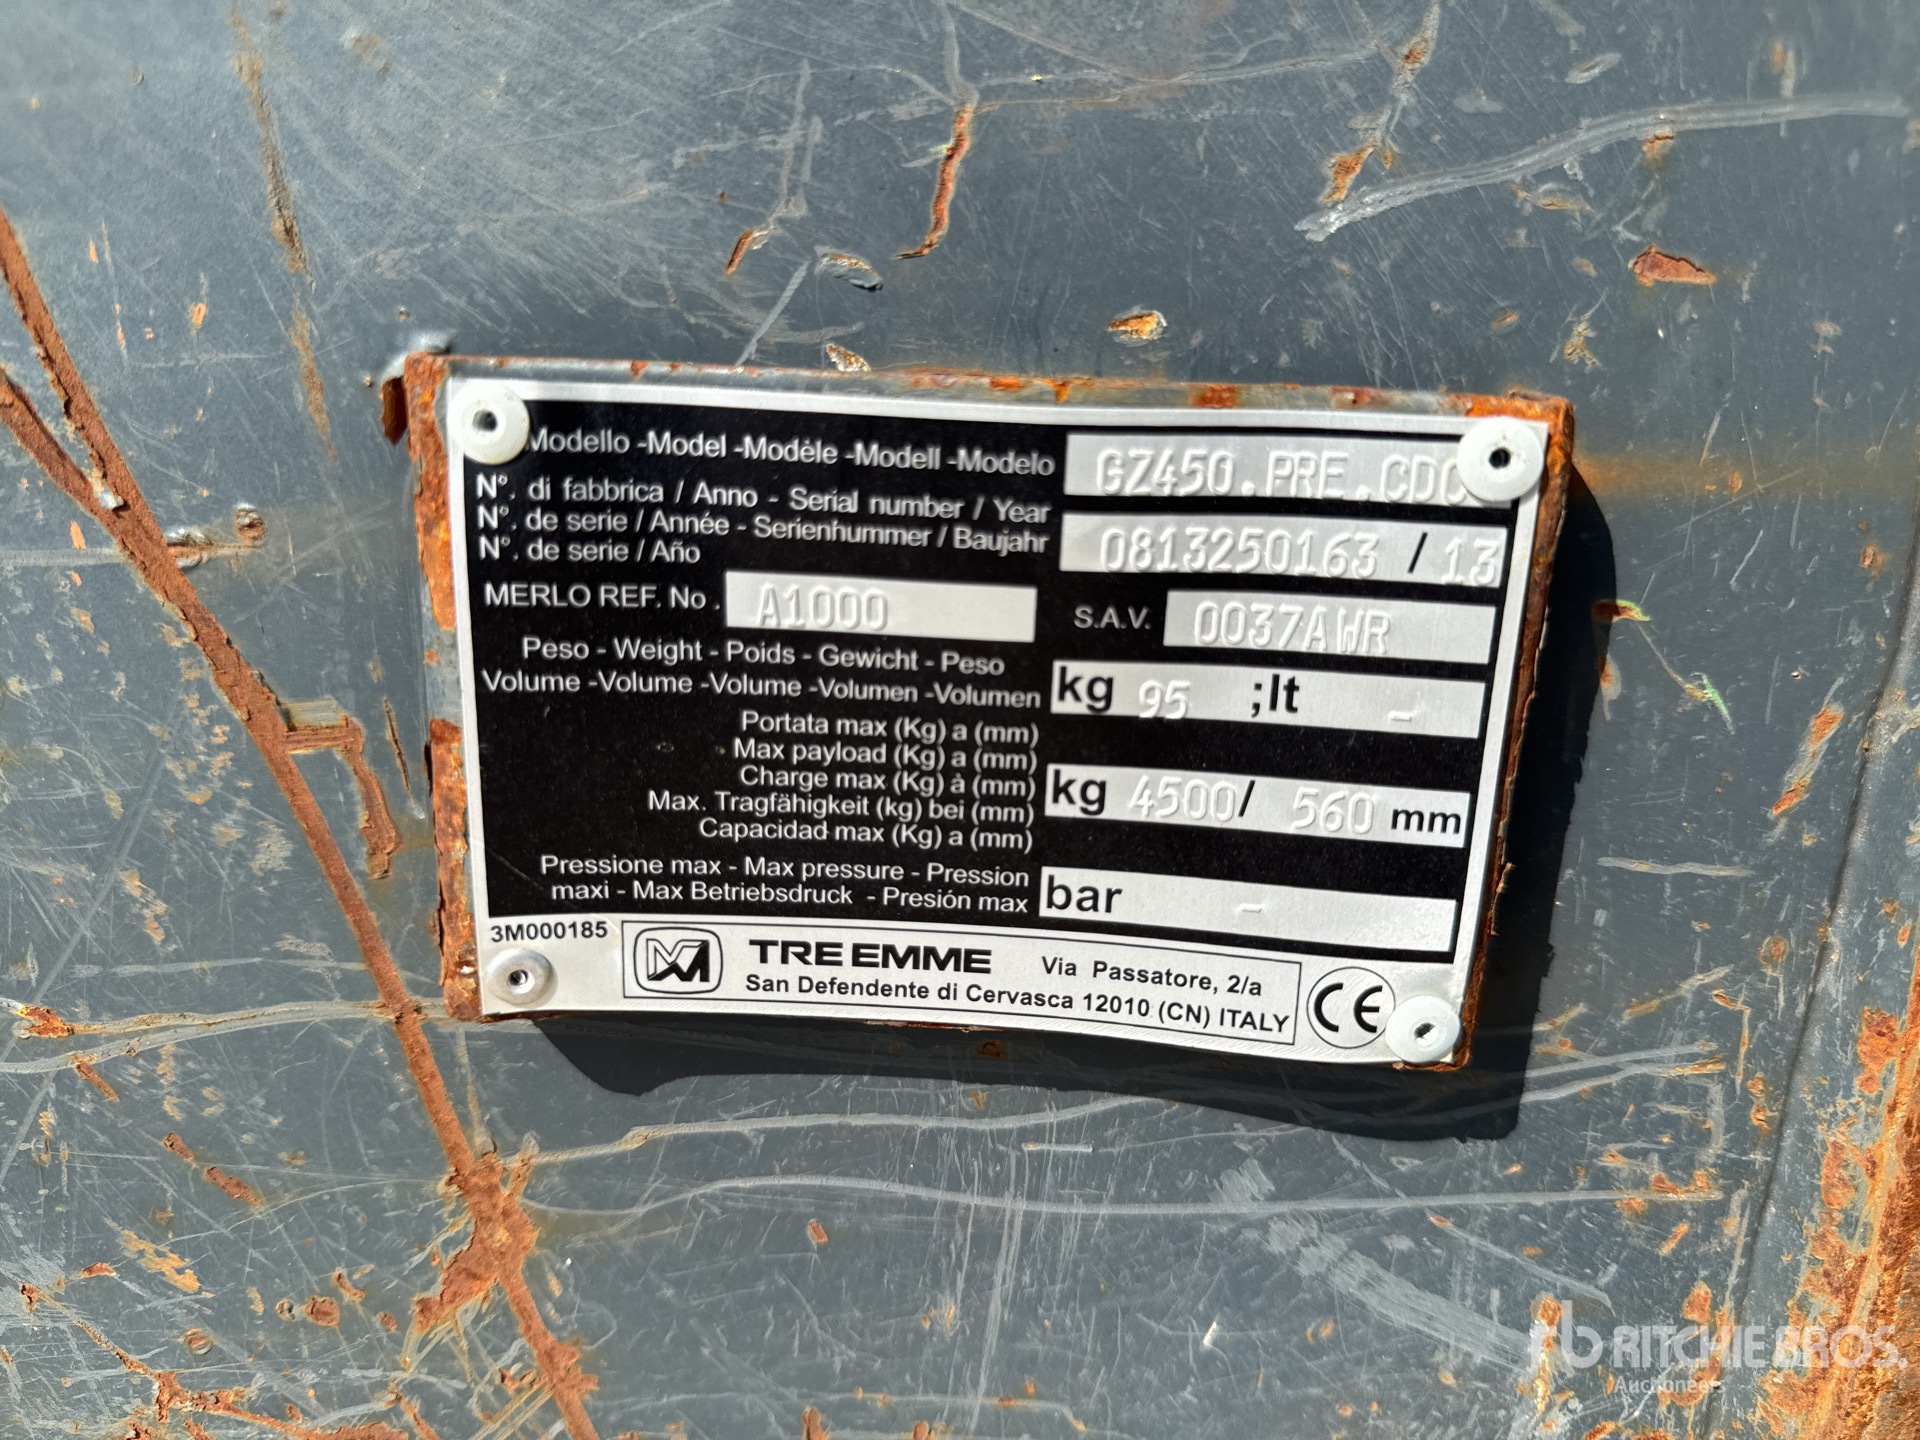 Modello -Model -Modèle -Modell -Modelo GZ450.PRE.CDC
N°. di fabbrica / Anno - Serial number / Year
N°. de serie / Année - Serienhummer / Baujahr 0813250163 / 13
N°. de serie / Año
MERLO REF. No. A1000 S.A.V. 0037AWR
Peso - Weight - Poids - Gewicht - Peso
Volume -Volume -Volume -Volumen -Volumen kg 95 ;lt -
Portata max (Kg) a (mm)
Max payload (Kg) a (mm)
Charge max (Kg) à (mm) kg 4500/ 560 mm
Max. Tragfähigkeit (kg) bei (mm)
Capacidad max (Kg) a (mm)
Pressione max - Max pressure - Pression
maxi - Max Betriebsdruck - Presión max bar -
3M000185
TRE EMME Via Passatore, 2/a
San Defendente di Cervasca 12010 (CN) ITALY
CE
rb RITCHIE BROS.
Auctioneers